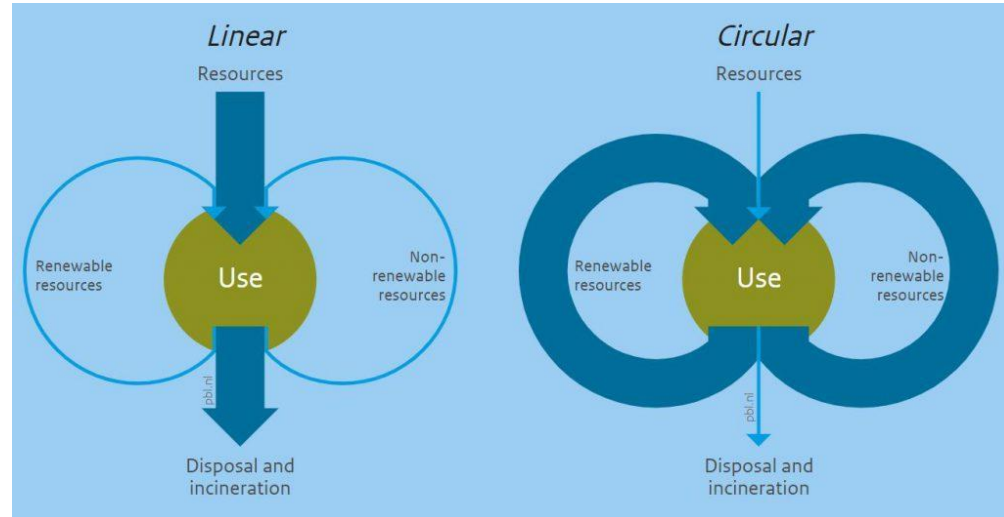 Linear
Resources
Renewable
resources
Use
Non-
renewable
resources
pbl.nl
Disposal and
incineration
Circular
Resources
Renewable
resources
Use
Non-
renewable
resources
pbl.nl
Disposal and
incineration